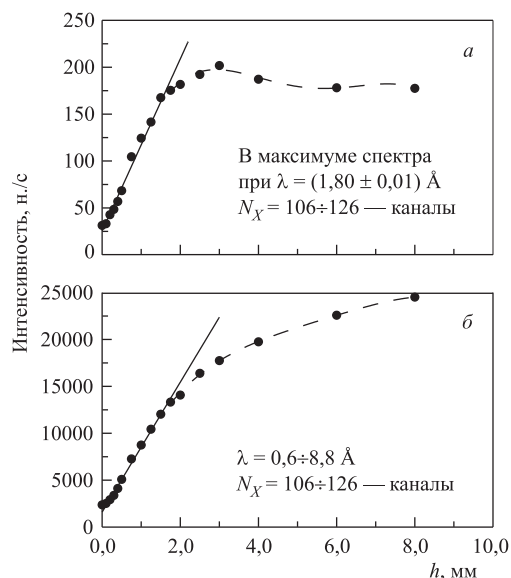 250
а
200
150
В максимуме спектра
при λ = (1,80 ± 0,01) Å
100
N_X = 106÷126 — каналы
50
0
Интенсивность, н./с
25000
б
20000
15000
10000
λ = 0,6÷8,8 Å
5000
N_X = 106÷126 — каналы
0
0,0 2,0 4,0 6,0 8,0 10,0
h, мм